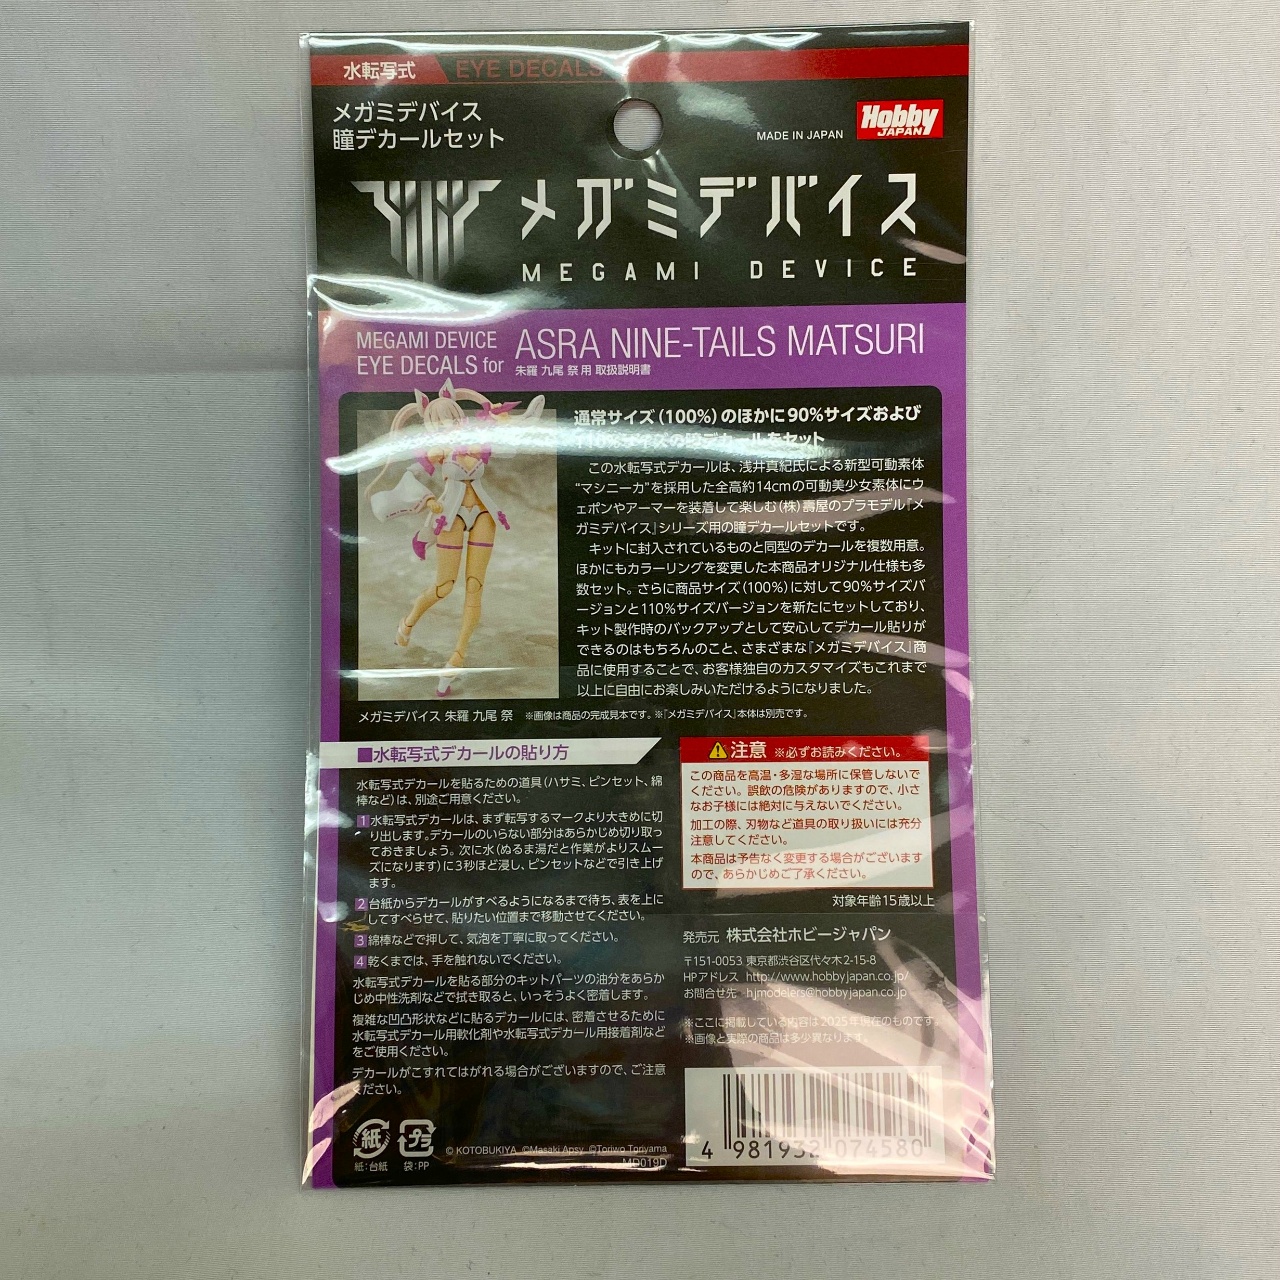 水転写式 EYE DECALS
メガミデバイス
瞳デカールセット
MADE IN JAPAN
Hobby
JAPAN
メガミデバイス
MEGAMI DEVICE
MEGAMI DEVICE
EYE DECALS for
ASRA NINE-TAILS MATSURI
朱羅 九尾 祭 用 取扱説明書
通常サイズ(100%)のほかに90%サイズおよび
110%サイズの瞳デカールをセット
この水転写式デカールは、浅井真紀氏による新型可動素体
“マシニーカ”を採用した全高約14cmの可動美少女素体にウ
ェポンやアーマーを装着して楽しむ(株)壽屋のプラモデル『メ
ガミデバイス』シリーズ用の瞳デカールセットです。
キットに封入されているものと同型のデカールを複数用意。
ほかにもカラーリングを変更した本商品オリジナル仕様も多
数セット。さらに商品サイズ(100%)に対して90%サイズバ
ージョンと110%サイズバージョンを新たにセットしており、
キット製作時のバックアップとして安心してデカール貼りが
できるのはもちろんのこと、さまざまな『メガミデバイス』商
品に使用することで、お客様独自のカスタマイズもこれまで
以上に自由にお楽しみいただけるようになりました。
メガミデバイス 朱羅 九尾 祭 ※画像は商品の完成見本です。※『メガミデバイス』本体は別売です。
■水転写式デカールの貼り方
水転写式デカールを貼るための道具(ハサミ、ピンセット、綿
棒など)は、別途ご用意ください。
1 水転写式デカールは、まず転写するマークより大きめに切
り出します。デカールのいらない部分はあらかじめ切り取っ
ておきましょう。次に水(ぬるま湯だと作業がよりスムー
ズになります)に3秒ほど浸し、ピンセットなどで引き上げ
ます。
2 台紙からデカールがすべるようになるまで待ち、表を上に
してすべらせて、貼りたい位置まで移動させてください。
3 綿棒などで押して、気泡を丁寧に取ってください。
4 乾くまでは、手を触れないでください。
水転写式デカールを貼る部分のキットパーツの油分をあらか
じめ中性洗剤などで拭き取ると、いっそうよく密着します。
複雑な凹凸形状などに貼るデカールには、密着させるために
水転写式デカール用軟化剤や水転写式デカール用接着剤など
をご使用ください。
デカールがこすれてはがれる場合がございますので、ご注意
ください。
注意 ※必ずお読みください。
この商品を高温・多湿な場所に保管しないで
ください。誤飲の危険がありますので、小さ
なお子様には絶対に与えないでください。
加工の際、刃物など道具の取り扱いには充分
注意してください。
本商品は予告なく変更する場合がございます
ので、あらかじめご了承ください。
対象年齢15歳以上
発売元 株式会社ホビージャパン
〒151-0053 東京都渋谷区代々木2-15-8
HPアドレス http://www.hobbyjapan.co.jp/
お問合せ先 hjmodelers@hobbyjapan.co.jp
※ここに掲載している内容は2025年現在のものです。
※画像と実際の商品は多少異なります。
紙
紙:台紙
プラ
袋:PP
© KOTOBUKIYA ©Masaki Apsy ©Toriwo Toriyama
MD019D
4 981932 074580